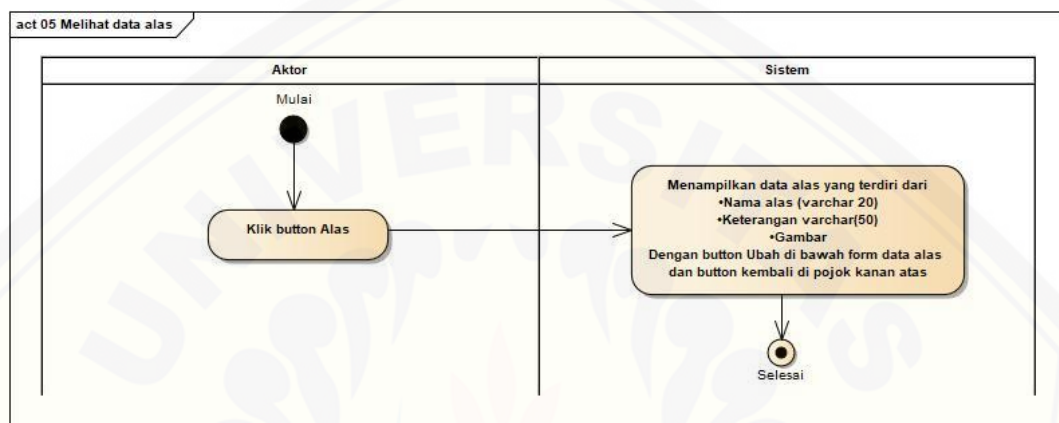 act 05 Melihat data alas
Aktor
Sistem
Mulai
Klik button Alas
Menampilkan data alas yang terdiri dari
•Nama alas (varchar 20)
•Keterangan varchar(50)
•Gambar
Dengan button Ubah di bawah form data alas
dan button kembali di pojok kanan atas
Selesai
UNIVERSITAS